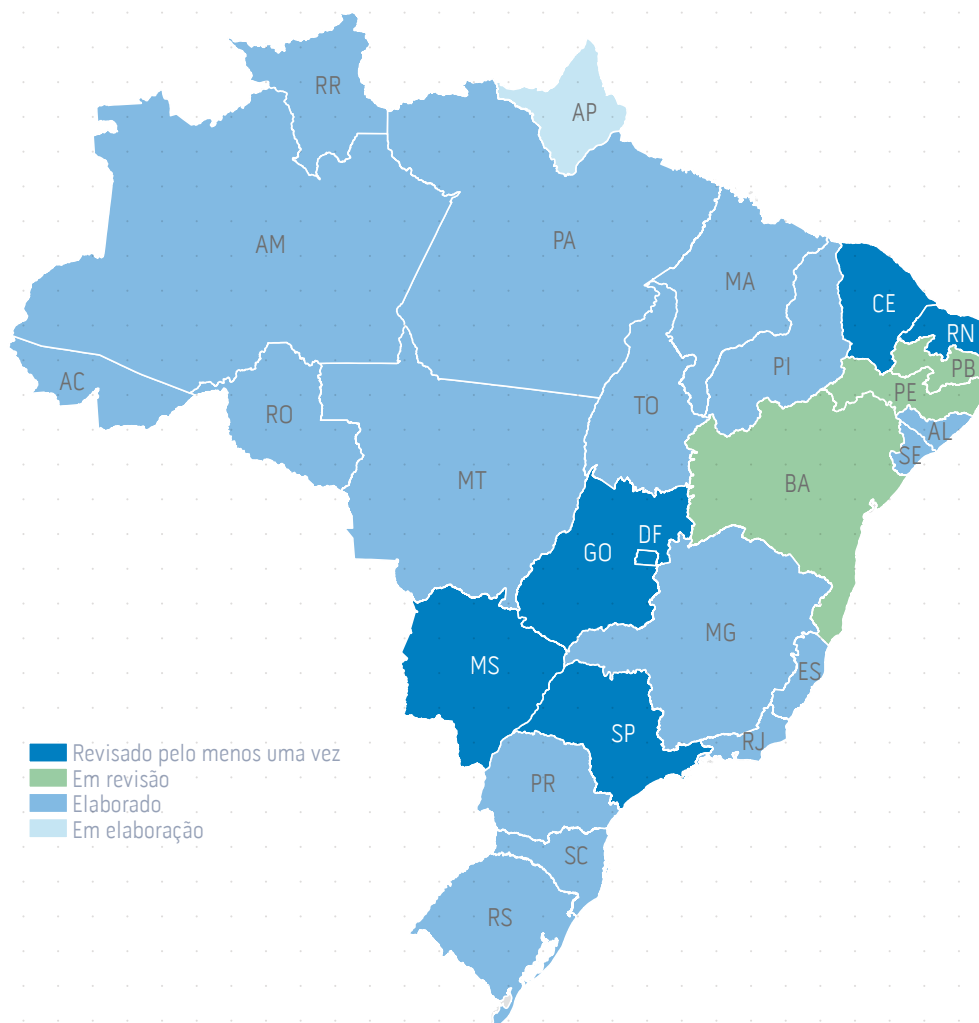 RR
AP
AM
PA
MA
CE
RN
PB
PI
PE
AC
RO
TO
AL
SE
MT
BA
DF
GO
MG
MS
ES
SP
RJ
PR
SC
RS
Revisado pelo menos uma vez
Em revisão
Elaborado
Em elaboração